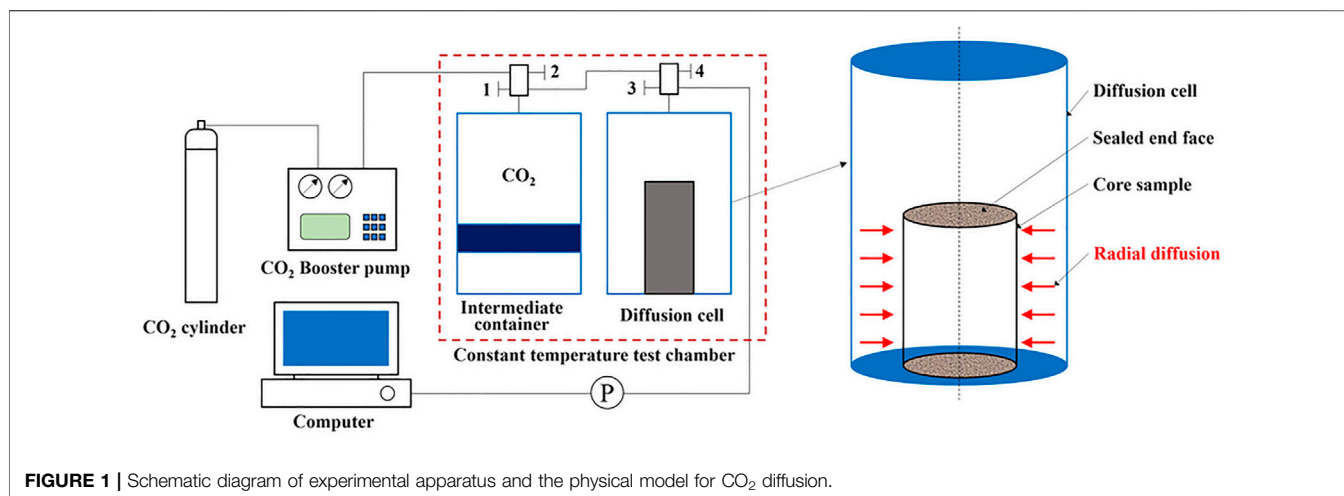 2
4
1
3
CO₂
Diffusion cell
Sealed end face
Core sample
Radial diffusion
CO₂ Booster pump
CO₂ cylinder
Intermediate
container
Diffusion cell
Constant temperature test chamber
P
Computer
FIGURE 1 | Schematic diagram of experimental apparatus and the physical model for CO₂ diffusion.